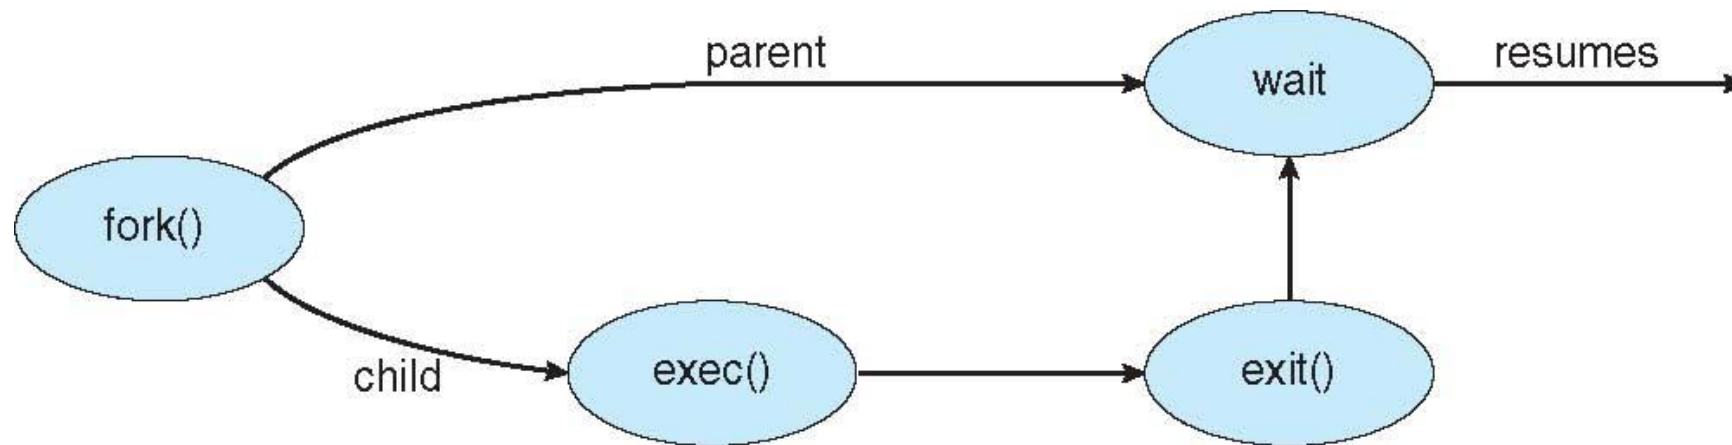 parent
wait
resumes
fork()
child
exec()
exit()